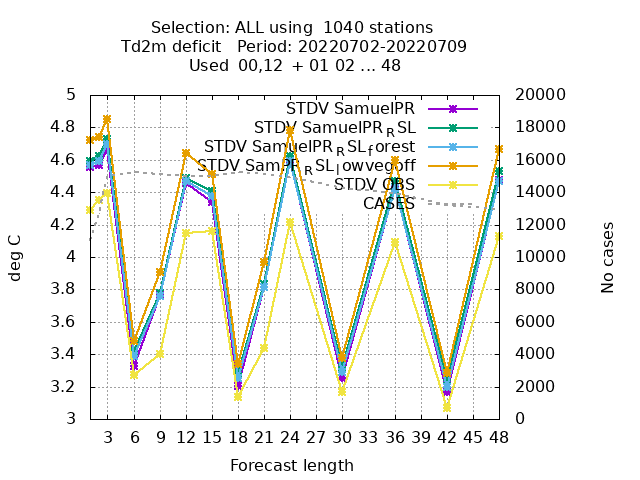 Selection: ALL using  1040 stations
Td2m deficit   Period: 20220702-20220709
Used  00,12  + 01 02 ... 48
STDV SamuelPR
STDV SamuelPR_RSL
STDV SamuelPR_RSL_forest
STDV SamPR_RSL_lowvegoff
STDV OBS
CASES
5
4.8
4.6
4.4
4.2
4
3.8
3.6
3.4
3.2
3
20000
18000
16000
14000
12000
10000
8000
6000
4000
2000
0
deg C
No cases
3 6 9 12 15 18 21 24 27 30 33 36 39 42 45 48
Forecast length